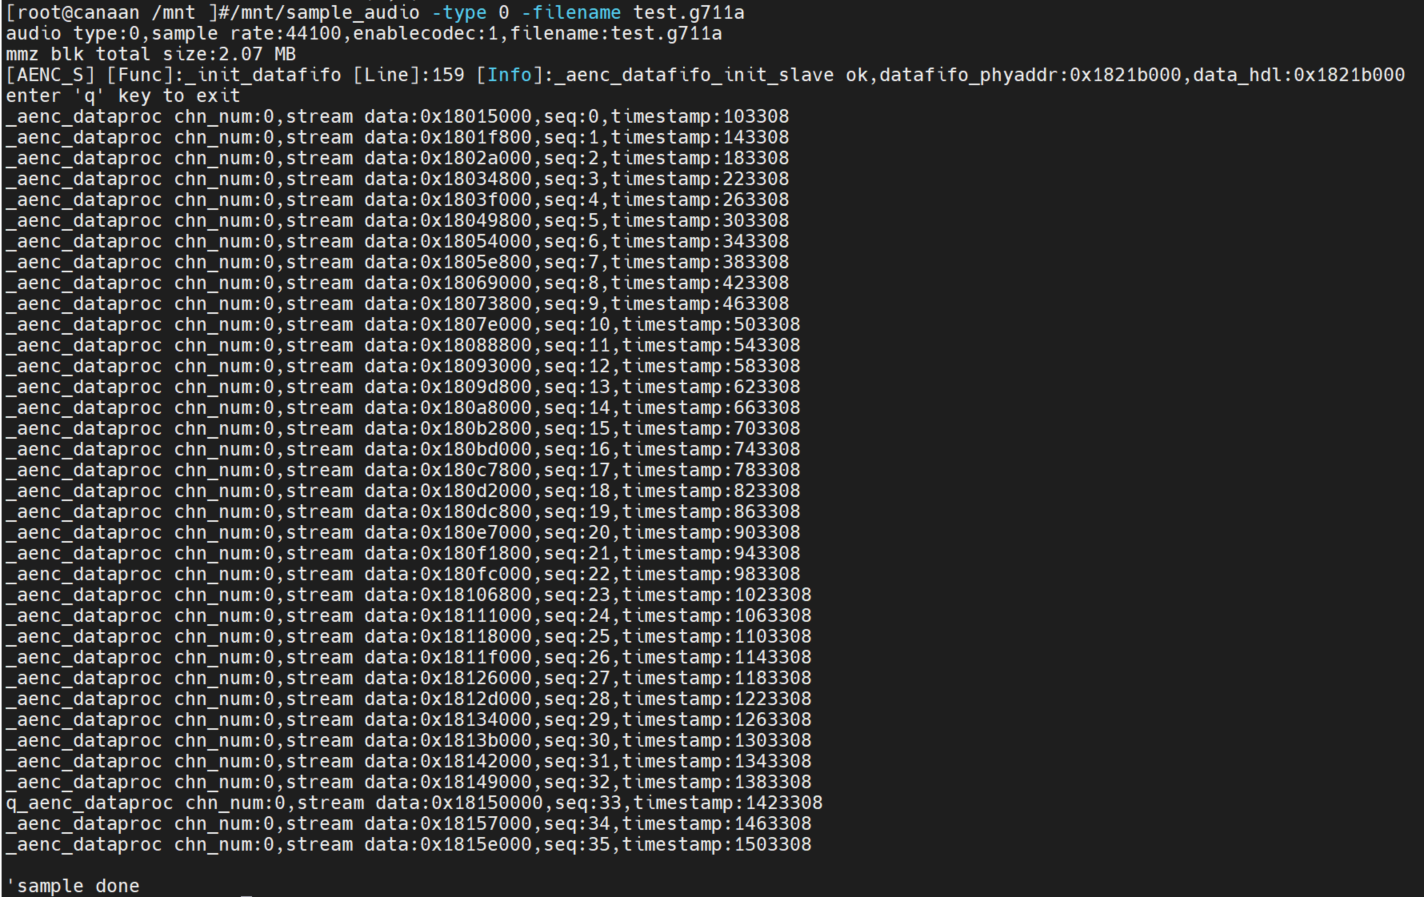 [root@canaan /mnt ]#/mnt/sample_audio -type 0 -filename test.g711a
audio type:0,sample rate:44100,enablecodec:1,filename:test.g711a
mmz blk total size:2.07 MB
[AENC_S] [Func]:_init_datafifo [Line]:159 [Info]:_aenc_datafifo_init_slave ok,datafifo_phyaddr:0x1821b000,data_hdl:0x1821b000
enter 'q' key to exit
_aenc_dataproc chn_num:0,stream data:0x18015000,seq:0,timestamp:103308
_aenc_dataproc chn_num:0,stream data:0x1801f800,seq:1,timestamp:143308
_aenc_dataproc chn_num:0,stream data:0x1802a000,seq:2,timestamp:183308
_aenc_dataproc chn_num:0,stream data:0x18034800,seq:3,timestamp:223308
_aenc_dataproc chn_num:0,stream data:0x1803f000,seq:4,timestamp:263308
_aenc_dataproc chn_num:0,stream data:0x18049800,seq:5,timestamp:303308
_aenc_dataproc chn_num:0,stream data:0x18054000,seq:6,timestamp:343308
_aenc_dataproc chn_num:0,stream data:0x1805e800,seq:7,timestamp:383308
_aenc_dataproc chn_num:0,stream data:0x18069000,seq:8,timestamp:423308
_aenc_dataproc chn_num:0,stream data:0x18073800,seq:9,timestamp:463308
_aenc_dataproc chn_num:0,stream data:0x1807e000,seq:10,timestamp:503308
_aenc_dataproc chn_num:0,stream data:0x18088800,seq:11,timestamp:543308
_aenc_dataproc chn_num:0,stream data:0x18093000,seq:12,timestamp:583308
_aenc_dataproc chn_num:0,stream data:0x1809d800,seq:13,timestamp:623308
_aenc_dataproc chn_num:0,stream data:0x180a8000,seq:14,timestamp:663308
_aenc_dataproc chn_num:0,stream data:0x180b2800,seq:15,timestamp:703308
_aenc_dataproc chn_num:0,stream data:0x180bd000,seq:16,timestamp:743308
_aenc_dataproc chn_num:0,stream data:0x180c7800,seq:17,timestamp:783308
_aenc_dataproc chn_num:0,stream data:0x180d2000,seq:18,timestamp:823308
_aenc_dataproc chn_num:0,stream data:0x180dc800,seq:19,timestamp:863308
_aenc_dataproc chn_num:0,stream data:0x180e7000,seq:20,timestamp:903308
_aenc_dataproc chn_num:0,stream data:0x180f1800,seq:21,timestamp:943308
_aenc_dataproc chn_num:0,stream data:0x180fc000,seq:22,timestamp:983308
_aenc_dataproc chn_num:0,stream data:0x18106800,seq:23,timestamp:1023308
_aenc_dataproc chn_num:0,stream data:0x18111000,seq:24,timestamp:1063308
_aenc_dataproc chn_num:0,stream data:0x18118000,seq:25,timestamp:1103308
_aenc_dataproc chn_num:0,stream data:0x1811f000,seq:26,timestamp:1143308
_aenc_dataproc chn_num:0,stream data:0x18126000,seq:27,timestamp:1183308
_aenc_dataproc chn_num:0,stream data:0x1812d000,seq:28,timestamp:1223308
_aenc_dataproc chn_num:0,stream data:0x18134000,seq:29,timestamp:1263308
_aenc_dataproc chn_num:0,stream data:0x1813b000,seq:30,timestamp:1303308
_aenc_dataproc chn_num:0,stream data:0x18142000,seq:31,timestamp:1343308
_aenc_dataproc chn_num:0,stream data:0x18149000,seq:32,timestamp:1383308
q_aenc_dataproc chn_num:0,stream data:0x18150000,seq:33,timestamp:1423308
_aenc_dataproc chn_num:0,stream data:0x18157000,seq:34,timestamp:1463308
_aenc_dataproc chn_num:0,stream data:0x1815e000,seq:35,timestamp:1503308
'sample done